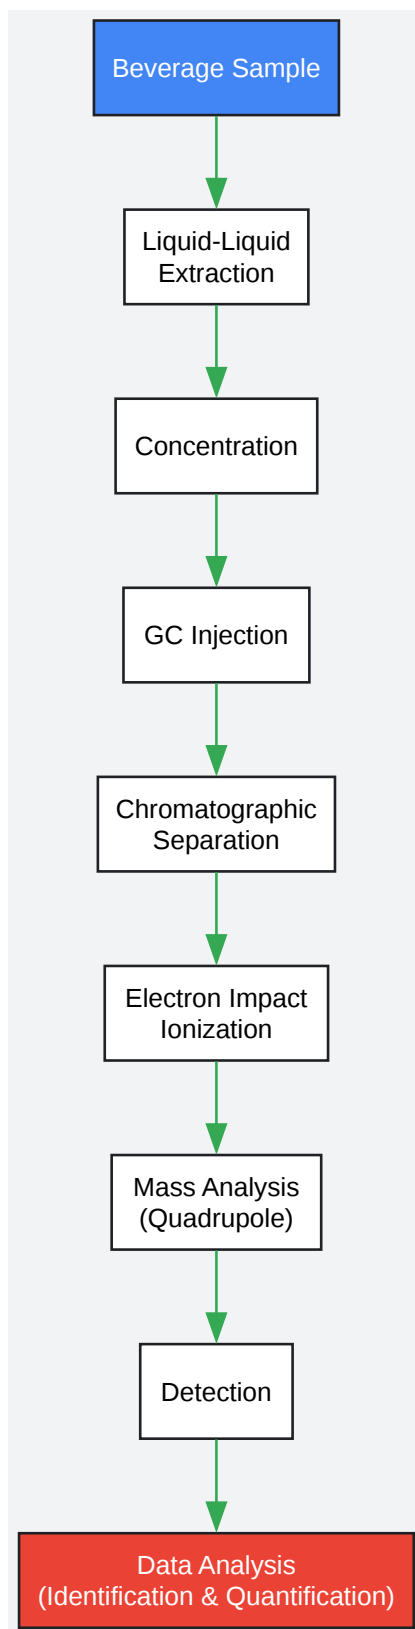 Beverage Sample
Liquid-Liquid
Extraction
Concentration
GC Injection
Chromatographic
Separation
Electron Impact
Ionization
Mass Analysis
(Quadrupole)
Detection
Data Analysis
(Identification & Quantification)